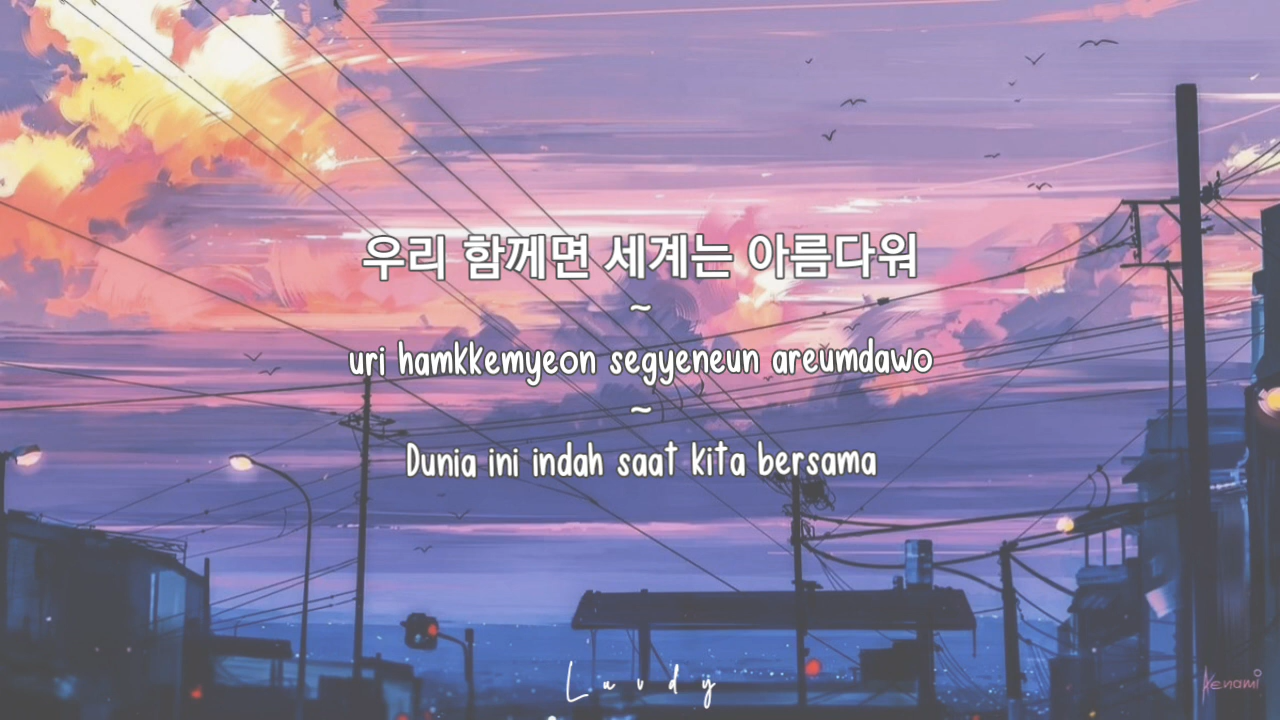 우리 함께면 세계는 아름다워
~
uri hamkkemyeon segyeneun areumdawo
~
Dunia ini indah saat kita bersama
Xenami